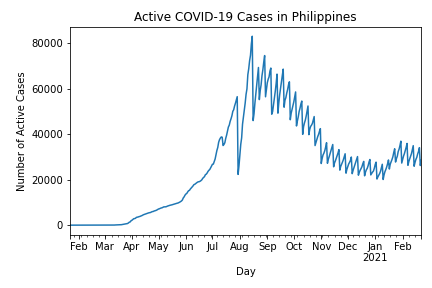 Active COVID-19 Cases in Philippines
Number of Active Cases
80000
60000
40000
20000
0
Feb Mar Apr May Jun Jul Aug Sep Oct Nov Dec Jan Feb
2021
Day